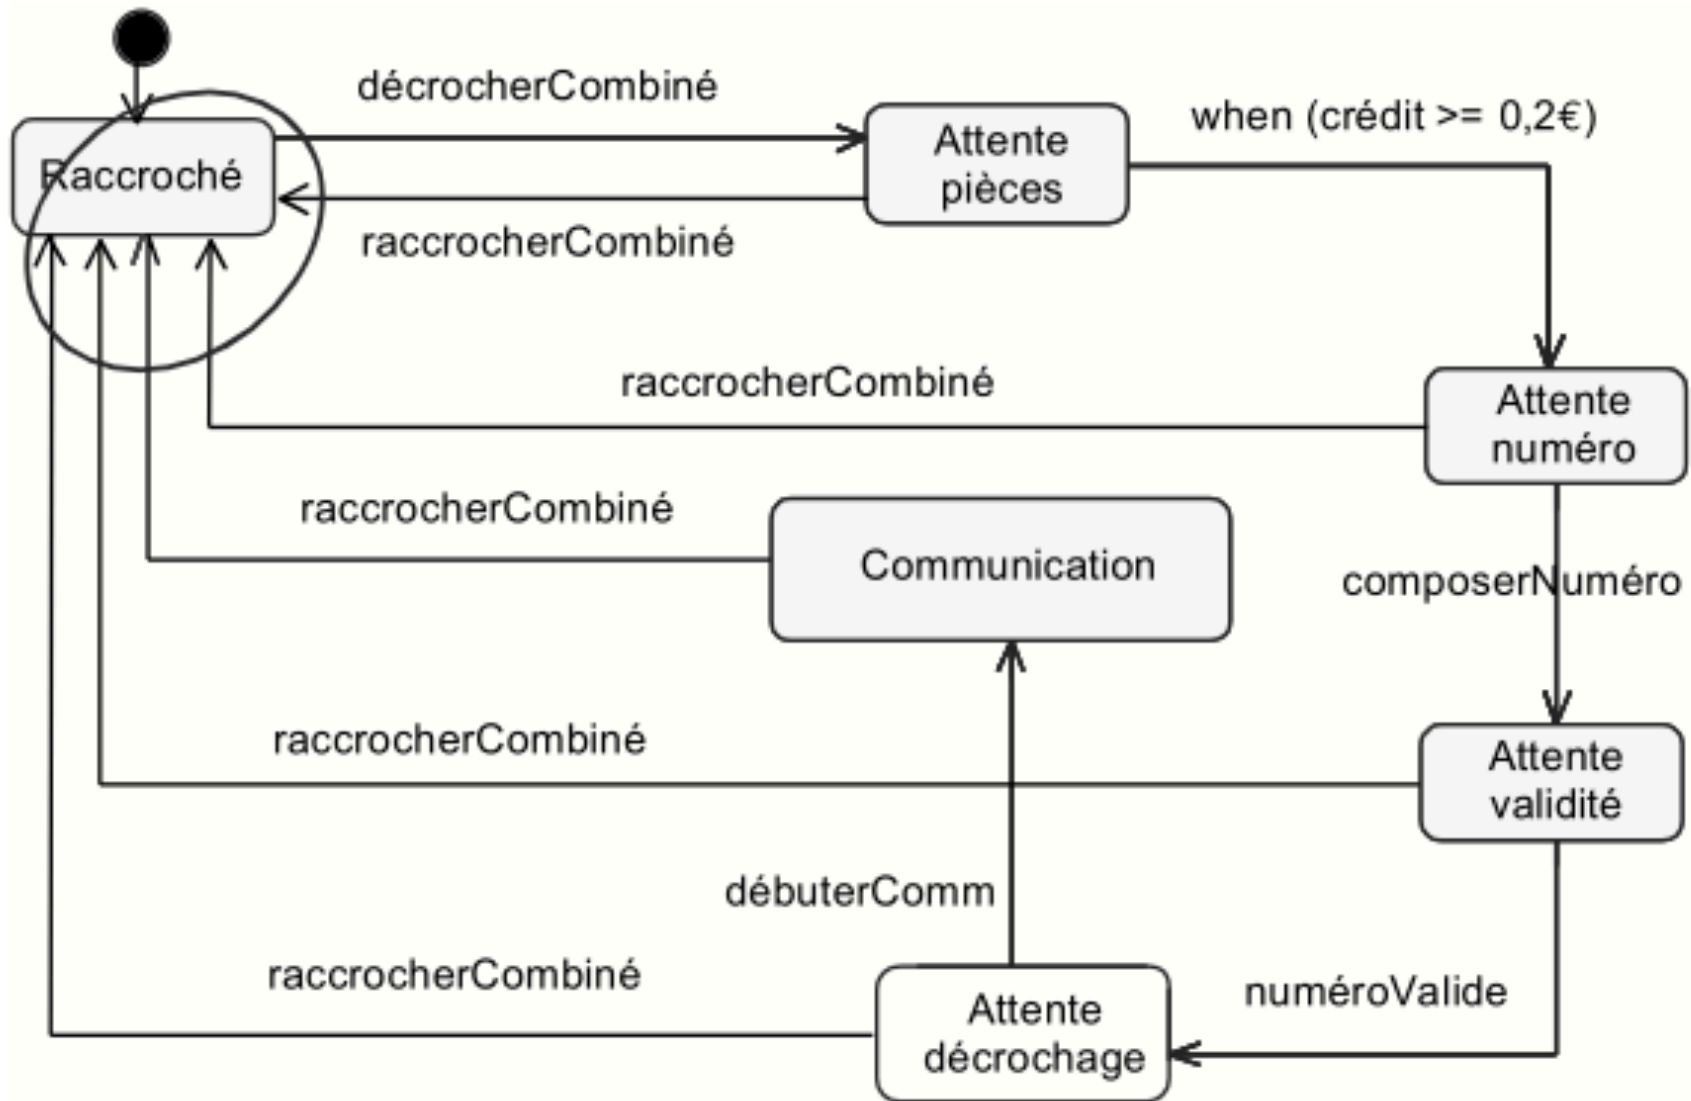 décrocherCombiné
Attente
pièces
when (crédit >= 0,2€)
Raccroché
raccrocherCombiné
raccrocherCombiné
Attente
numéro
raccrocherCombiné
Communication
composerNuméro
raccrocherCombiné
Attente
validité
débuterComm
raccrocherCombiné
Attente
décrochage
numéroValide